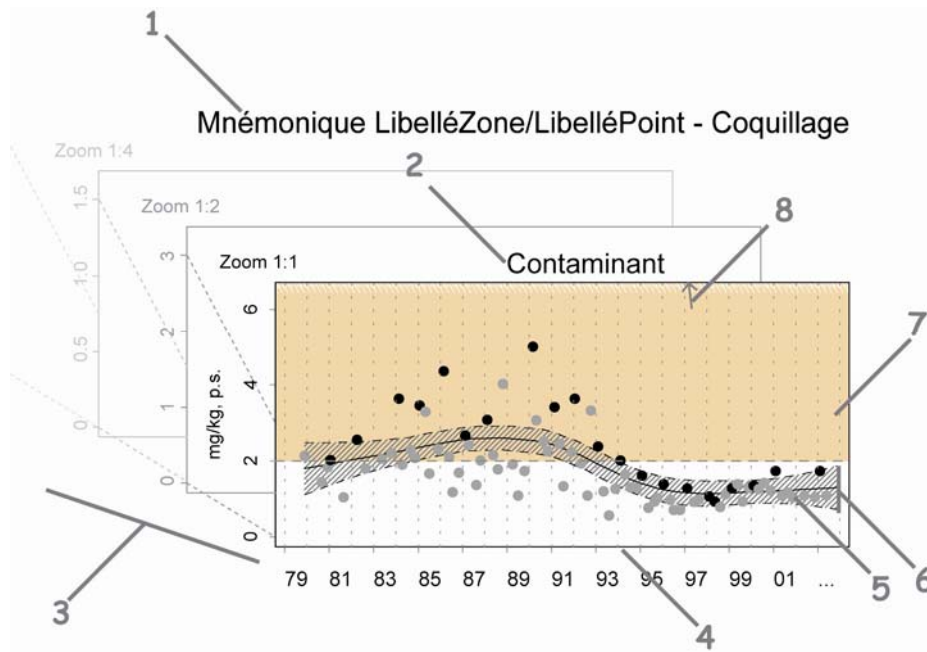 1
Mnémonique LibelléZone/LibelléPoint - Coquillage
2
8
Zoom 1:4
Zoom 1:2
Zoom 1:1
Contaminant
1.5
1.0
0.5
0
3
2
1
0
6
4
2
0
mg/kg, p.s.
7
6
5
79 81 83 85 87 89 91 93 95 97 99 01 ...
3
4